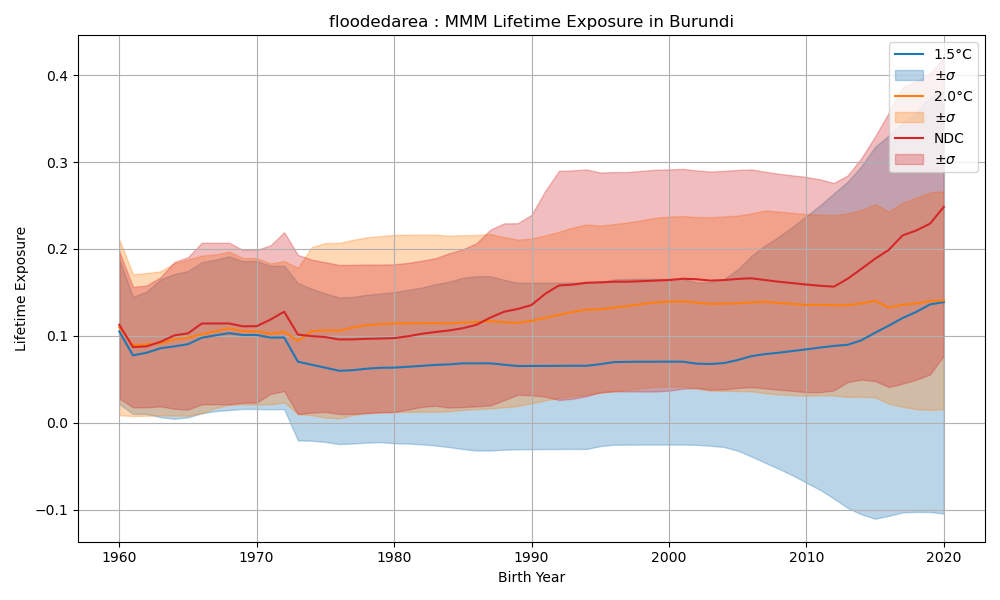 floodedarea : MMM Lifetime Exposure in Burundi
Lifetime Exposure
0.4
0.3
0.2
0.1
0.0
−0.1
1960
1970
1980
1990
2000
2010
2020
Birth Year
1.5°C
±σ
2.0°C
±σ
NDC
±σ